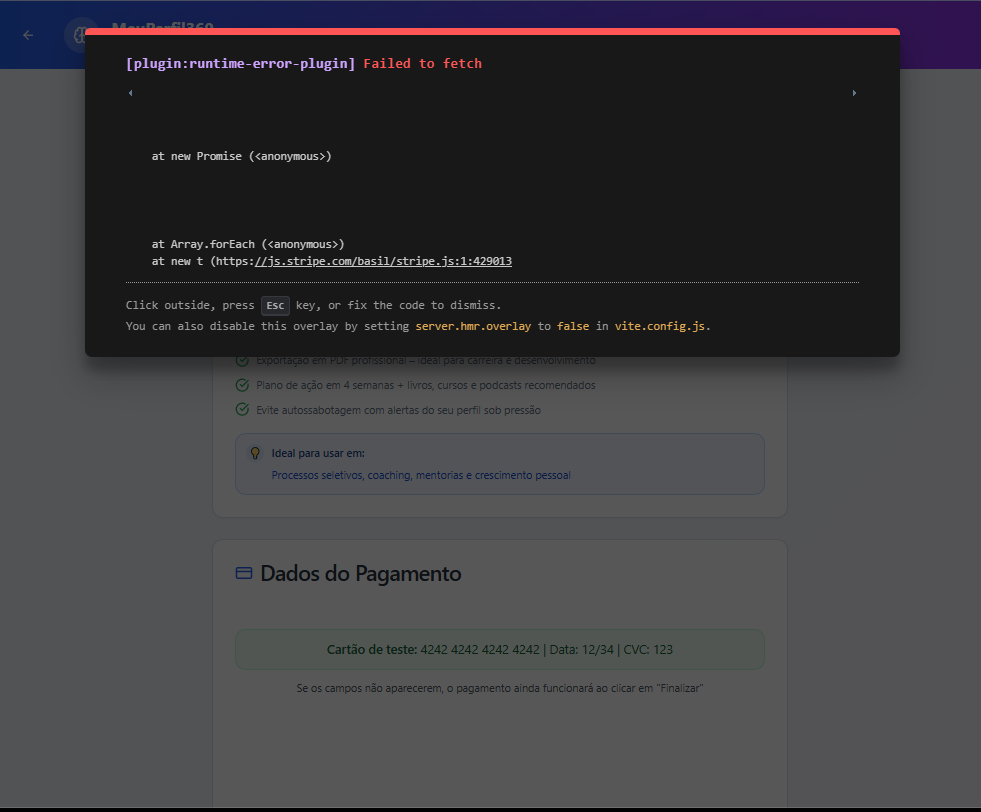 MeuPerfil360
[plugin:runtime-error-plugin] Failed to fetch
at new Promise (<anonymous>)
at Array.forEach (<anonymous>)
at new t (https://js.stripe.com/basil/stripe.js:1:429013
Click outside, press Esc key, or fix the code to dismiss.
You can also disable this overlay by setting server.hmr.overlay to false in vite.config.js.
Exportação em PDF profissional – ideal para carreira e desenvolvimento
Plano de ação em 4 semanas + livros, cursos e podcasts recomendados
Evite autossabotagem com alertas do seu perfil sob pressão
Ideal para usar em:
Processos seletivos, coaching, mentorias e crescimento pessoal
Dados do Pagamento
Cartão de teste: 4242 4242 4242 4242 | Data: 12/34 | CVC: 123
Se os campos não aparecerem, o pagamento ainda funcionará ao clicar em "Finalizar"